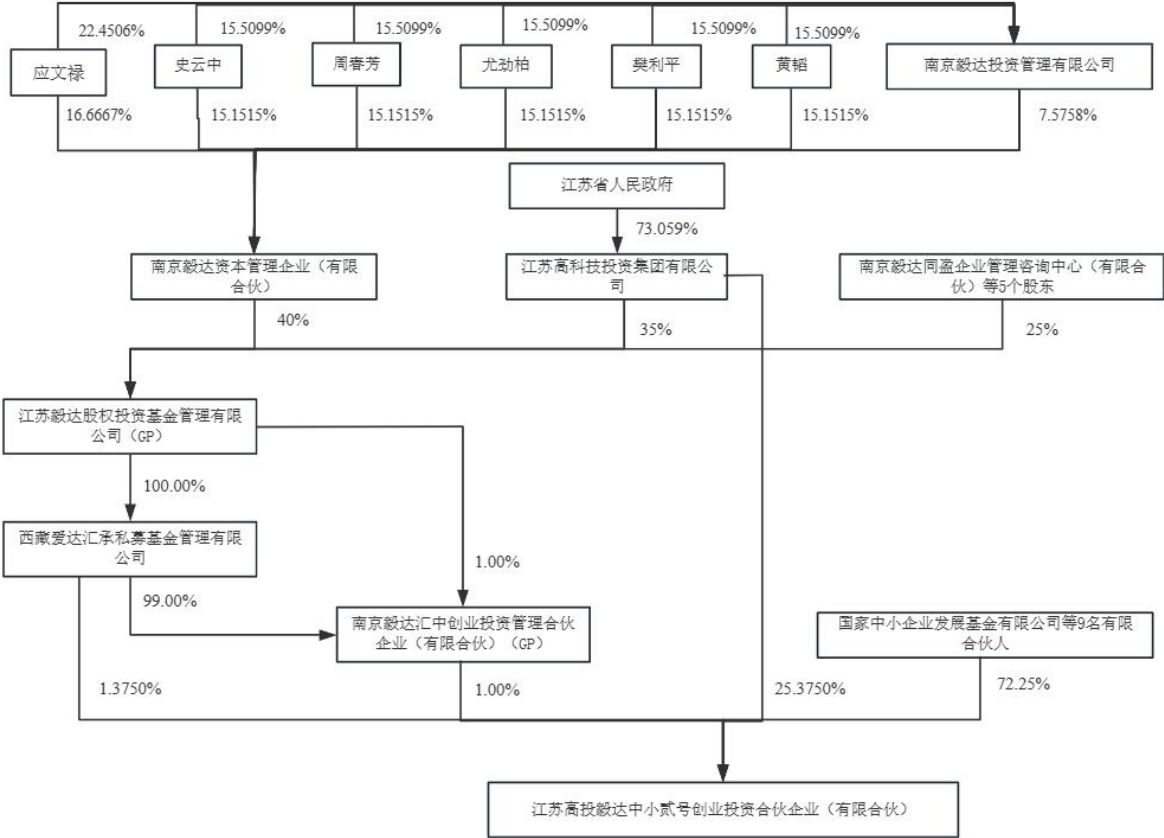 22.4506%
15.5099%
15.5099%
15.5099%
15.5099%
15.5099%
应文禄
史云中
周春芳
尤劲柏
樊利平
黄韬
南京毅达投资管理有限公司
16.6667%
15.1515%
15.1515%
15.1515%
15.1515%
15.1515%
7.5758%
江苏省人民政府
73.059%
南京毅达资本管理企业（有限
合伙）
江苏高科技投资集团有限公
司
南京毅达同盈企业管理咨询中心（有限合
伙）等5个股东
40%
35%
25%
江苏毅达股权投资基金管理有限
公司（GP）
100.00%
西藏爱达汇承私募基金管理有限
公司
1.00%
99.00%
南京毅达汇中创业投资管理合伙
企业（有限合伙）（GP）
国家中小企业发展基金有限公司等9名有限
合伙人
1.3750%
1.00%
25.3750%
72.25%
江苏高投毅达中小贰号创业投资合伙企业（有限合伙）